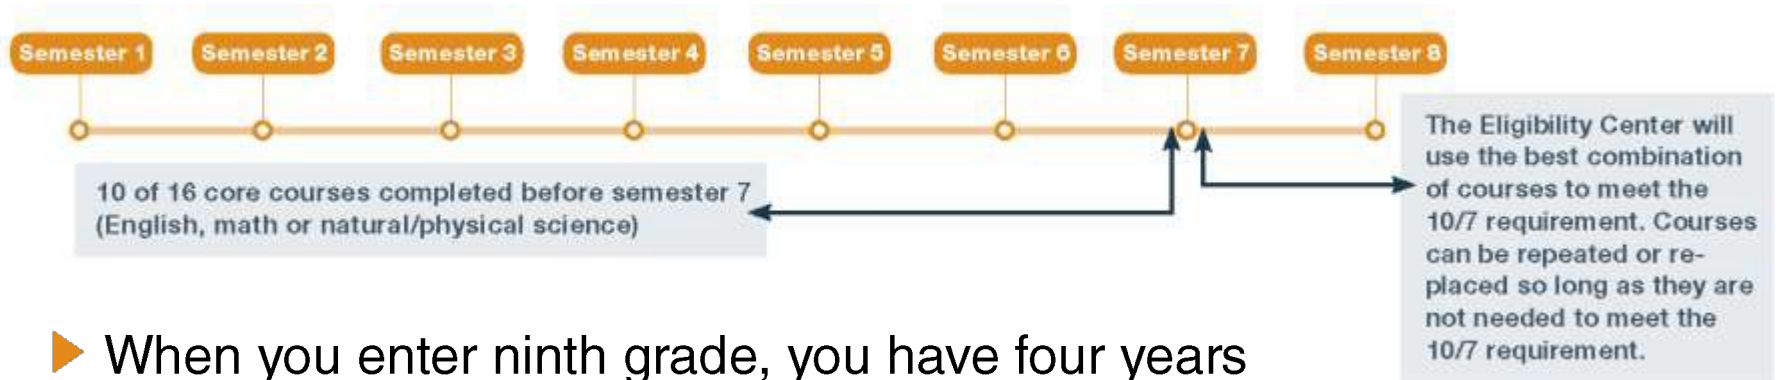 Semester 1 Semester 2 Semester 3 Semester 4 Semester 5 Semester 6 Semester 7 Semester 8
10 of 16 core courses completed before semester 7
(English, math or natural/physical science)
The Eligibility Center will
use the best combination
of courses to meet the
10/7 requirement. Courses
can be repeated or re-
placed so long as they are
not needed to meet the
10/7 requirement.
When you enter ninth grade, you have four years